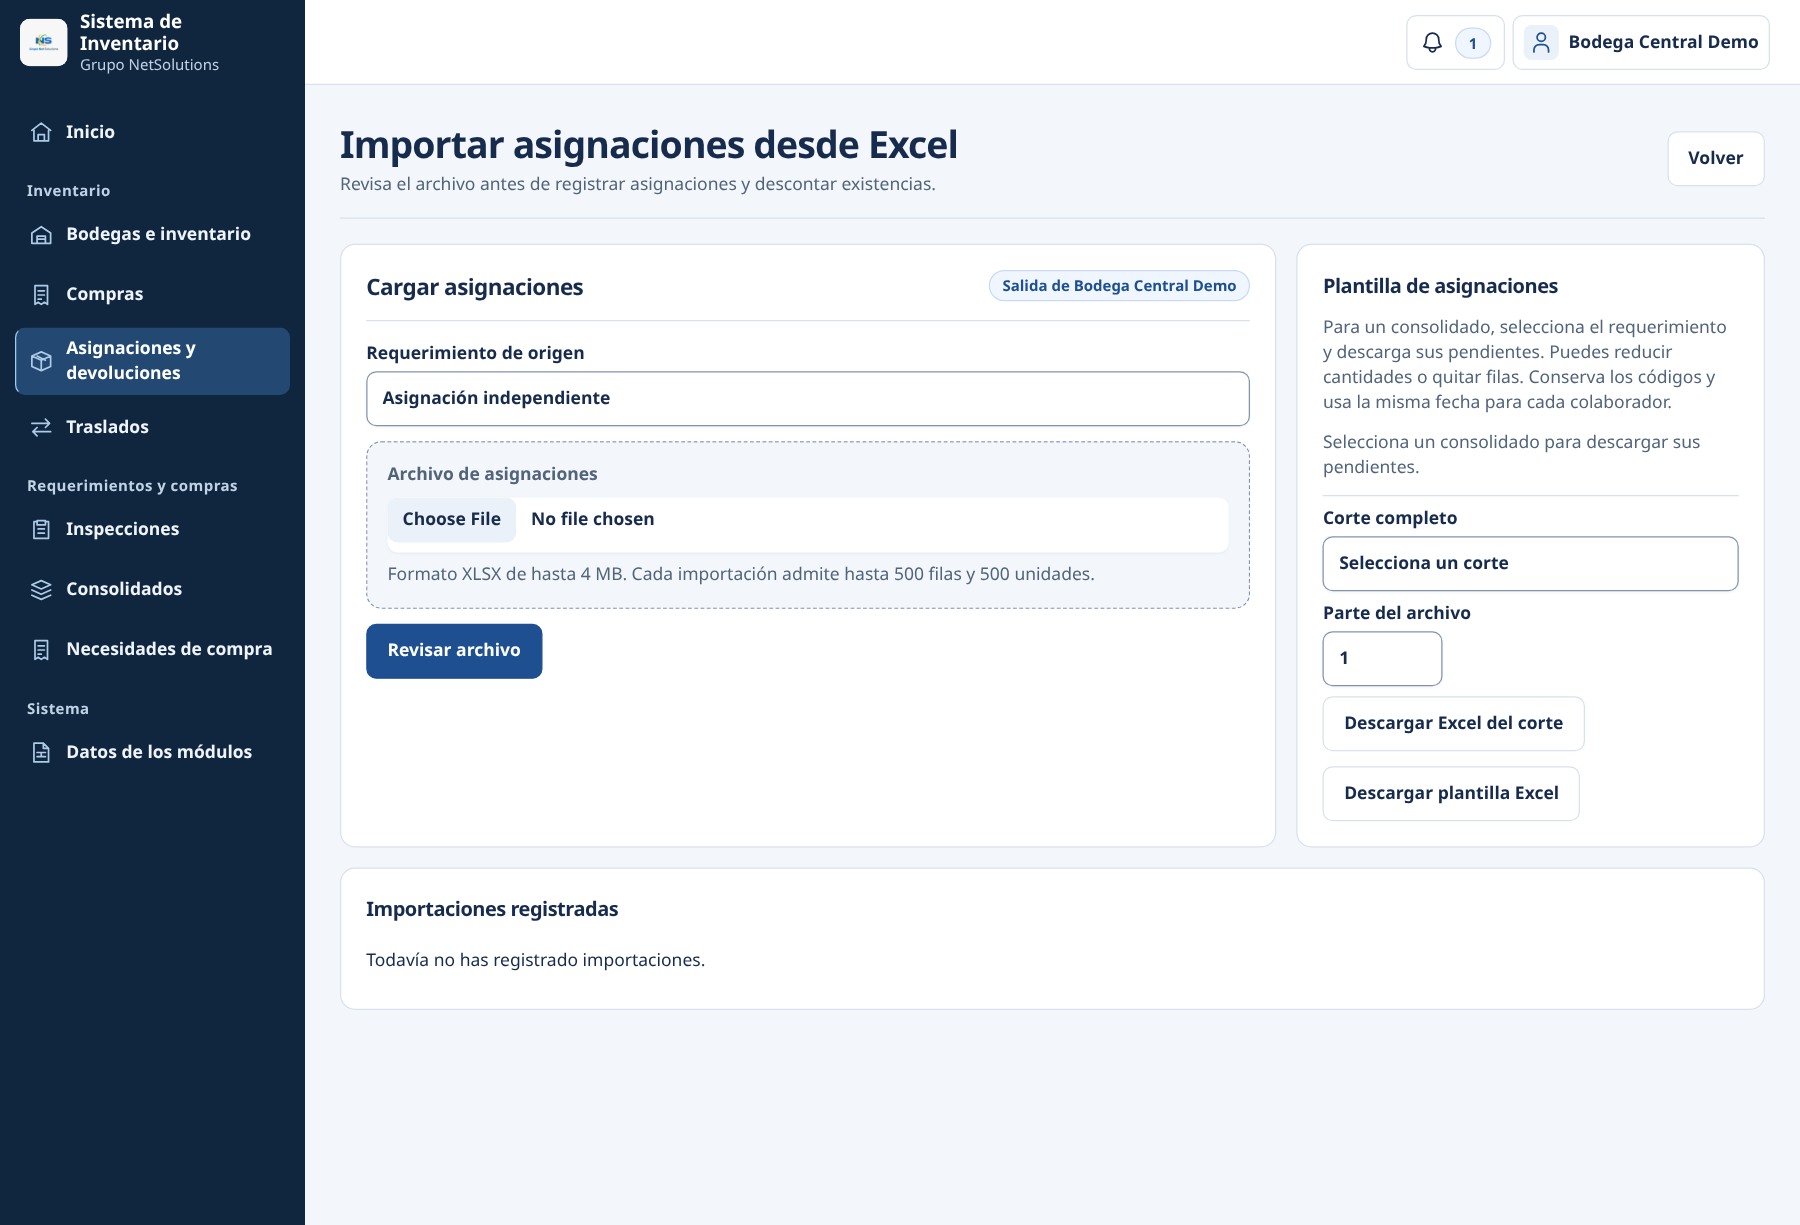 NS
Sistema de
Inventario
Grupo NetSolutions
1
Bodega Central Demo
Inicio
Inventario
Bodegas e inventario
Compras
Asignaciones y
devoluciones
Traslados
Requerimientos y compras
Inspecciones
Consolidados
Necesidades de compra
Sistema
Datos de los módulos
Importar asignaciones desde Excel
Revisa el archivo antes de registrar asignaciones y descontar existencias.
Volver
Cargar asignaciones
Salida de Bodega Central Demo
Requerimiento de origen
Asignación independiente
Archivo de asignaciones
Choose File No file chosen
Formato XLSX de hasta 4 MB. Cada importación admite hasta 500 filas y 500 unidades.
Revisar archivo
Plantilla de asignaciones
Para un consolidado, selecciona el requerimiento
y descarga sus pendientes. Puedes reducir
cantidades o quitar filas. Conserva los códigos y
usa la misma fecha para cada colaborador.
Selecciona un consolidado para descargar sus
pendientes.
Corte completo
Selecciona un corte
Parte del archivo
1
Descargar Excel del corte
Descargar plantilla Excel
Importaciones registradas
Todavía no has registrado importaciones.